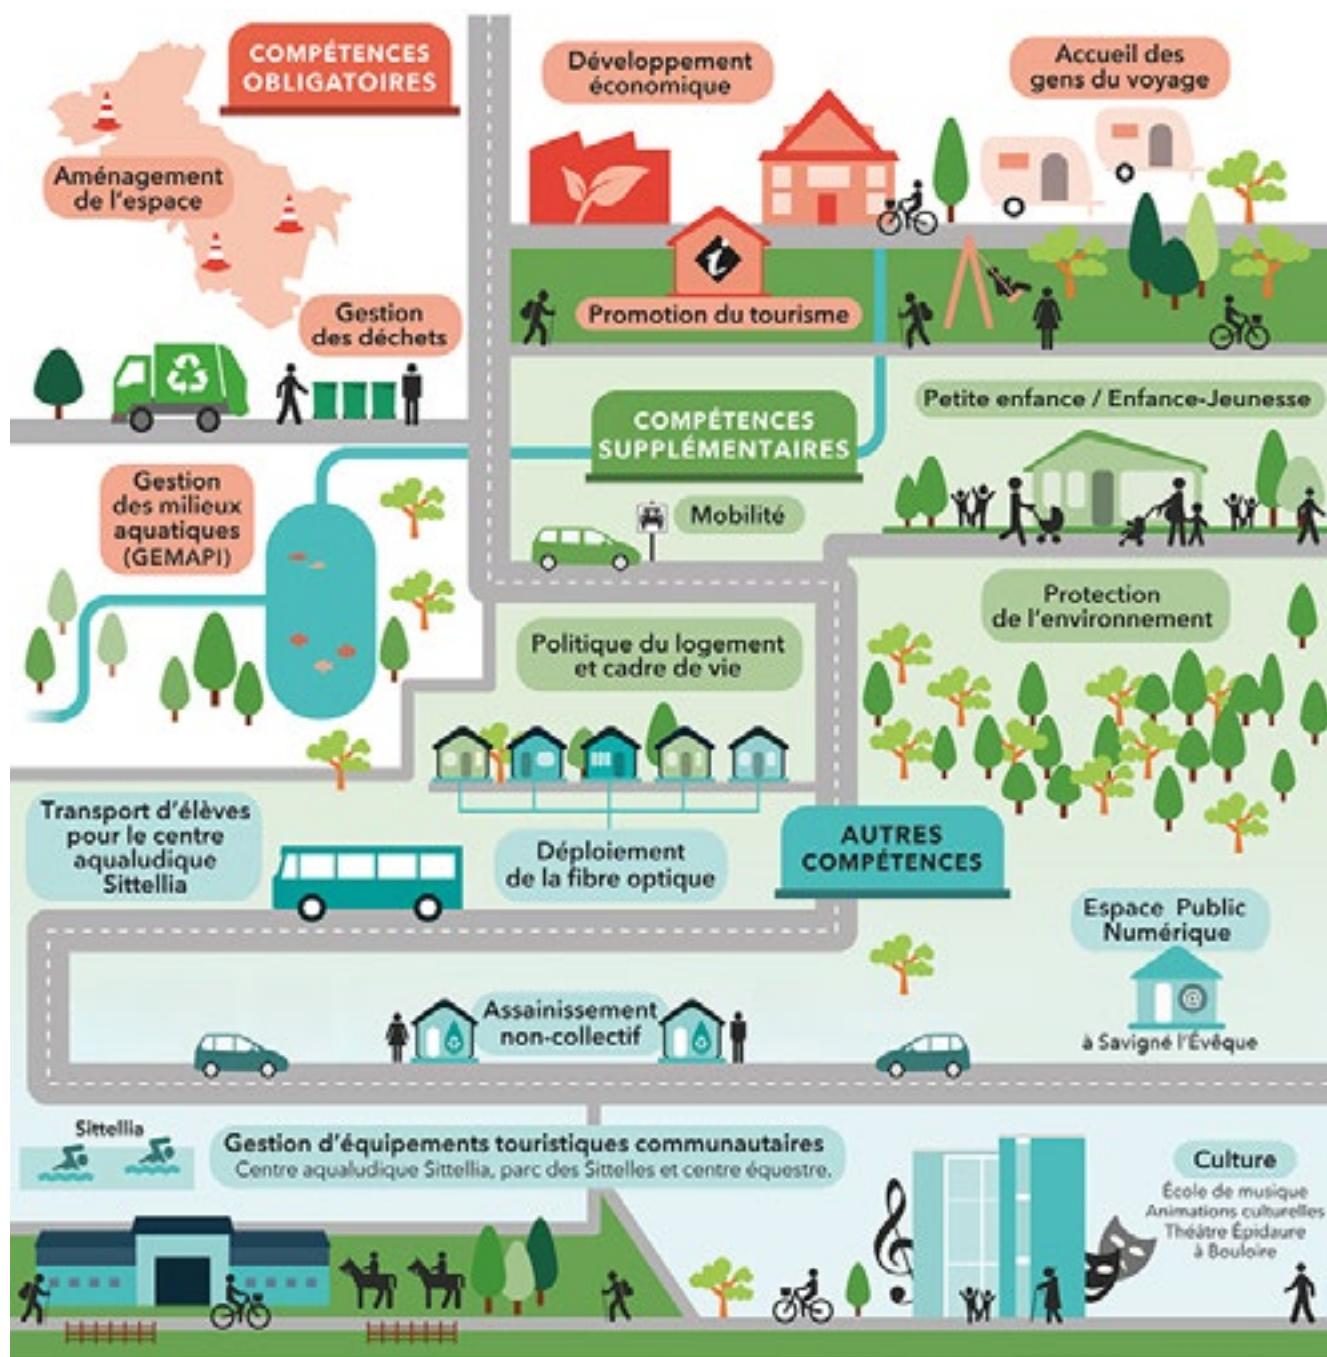 COMPÉTENCES
OBLIGATOIRES
Développement
économique
Accueil des
gens du voyage
Aménagement
de l'espace
Gestion
des déchets
i
Promotion du tourisme
COMPÉTENCES
SUPPLÉMENTAIRES
Petite enfance / Enfance-Jeunesse
Gestion
des milieux
aquatiques
(GEMAPI)
Mobilité
Protection
de l'environnement
Politique du logement
et cadre de vie
Transport d'élèves
pour le centre
aqualudique
Sittellia
Déploiement
de la fibre optique
AUTRES
COMPÉTENCES
Espace Public
Numérique
@
à Savigné l'Évêque
Assainissement
non-collectif
Sittellia
Gestion d'équipements touristiques communautaires
Centre aqualudique Sittellia, parc des Sittelles et centre équestre.
Culture
École de musique
Animations culturelles
Théâtre Épidaure
à Bouloire